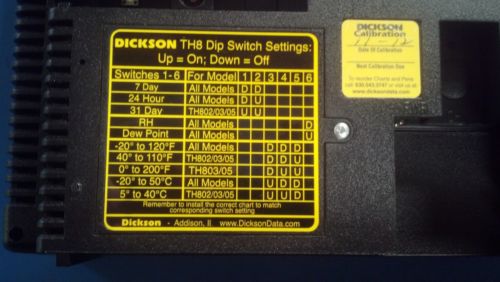 DICKSON TH8 Dip Switch Settings:
Up = On; Down = Off
Switches 1-6 For Model 1 2 3 4 5 6
7 Day All Models D D
24 Hour All Models D U
31 Day TH802/03/05 U U
RH All Models D
Dew Point All Models U
-20° to 120°F All Models D D D
40° to 110°F TH802/03/05 D D U
0° to 200°F TH803/05 D U D
-20° to 50°C All Models U D D
5° to 40°C TH802/03/05 U U D
Remember to install the correct chart to match
corresponding switch setting
Dickson - Addison, IL www.DicksonData.com
DICKSON
Calibration
Date Of Calibration
Next Calibration Due
To reorder Charts and Pens
call 630.543.3747 or visit us at:
www.dicksondata.com